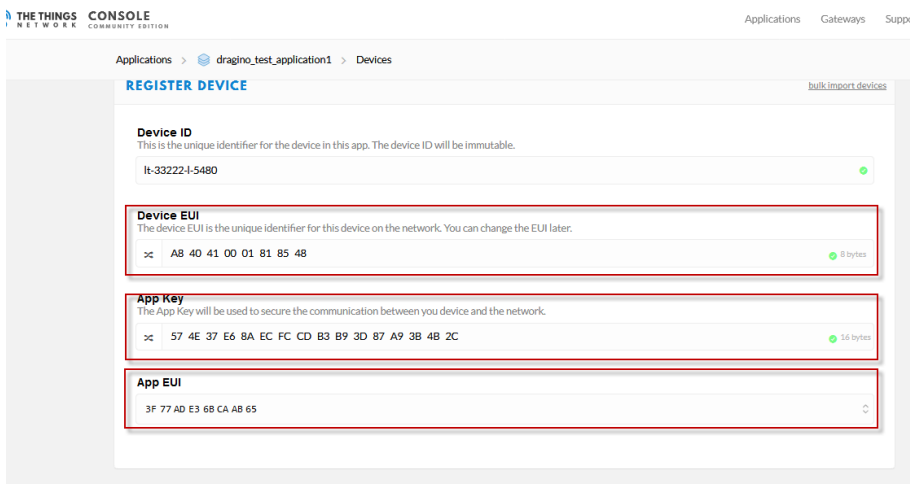 THE THINGS CONSOLE
NETWORK COMMUNITY EDITION
Applications Gateways
Applications > dragino_test_application1 > Devices
REGISTER DEVICE bulk import devices
Device ID
This is the unique identifier for the device in this app. The device ID will be immutable.
lt-33222-l-5480
Device EUI
The device EUI is the unique identifier for this device on the network. You can change the EUI later.
A8 40 41 00 01 81 85 48 8 bytes
App Key
The App Key will be used to secure the communication between you device and the network.
57 4E 37 E6 8A EC FC CD B3 B9 3D 87 A9 3B 4B 2C 16 bytes
App EUI
3F 77 AD E3 6B CA AB 65